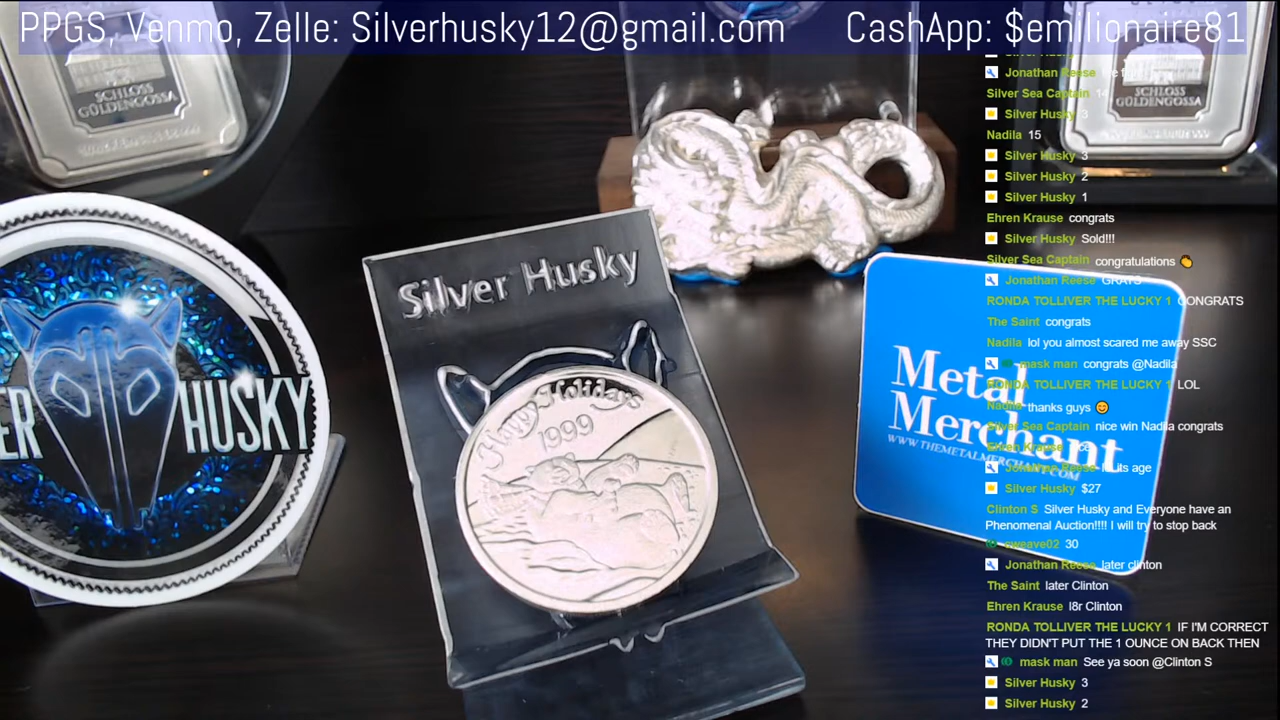 PPGS, Venmo, Zelle: Silverhusky12@gmail.com CashApp: $emilionaire81
SCHLOSS
GÜLDENGOSSA
SCHLOSS
GÜLDENGOSSA
Silver Husky
HUSKY
Happy Holidays
1999
Metal
Merchant
WWW.THEMETALMERCHANT.COM
Jonathan Reese
Silver Sea Captain 14
Silver Husky 3
Nadila 15
Silver Husky 3
Silver Husky 2
Silver Husky 1
Ehren Krause congrats
Silver Husky Sold!!!
Silver Sea Captain congratulations 👏
Jonathan Reese GRATS
RONDA TOLLIVER THE LUCKY 1 CONGRATS
The Saint congrats
Nadila lol you almost scared me away SSC
mask man congrats @Nadila
RONDA TOLLIVER THE LUCKY 1 LOL
Nadila thanks guys 😊
Silver Sea Captain nice win Nadila congrats
Ehren Krause
Jonathan Reese its age
Silver Husky $27
Clinton S Silver Husky and Everyone have an
Phenomenal Auction!!!! I will try to stop back
sweave02 30
Jonathan Reese later clinton
The Saint later Clinton
Ehren Krause l8r Clinton
RONDA TOLLIVER THE LUCKY 1 IF I'M CORRECT
THEY DIDN'T PUT THE 1 OUNCE ON BACK THEN
mask man See ya soon @Clinton S
Silver Husky 3
Silver Husky 2